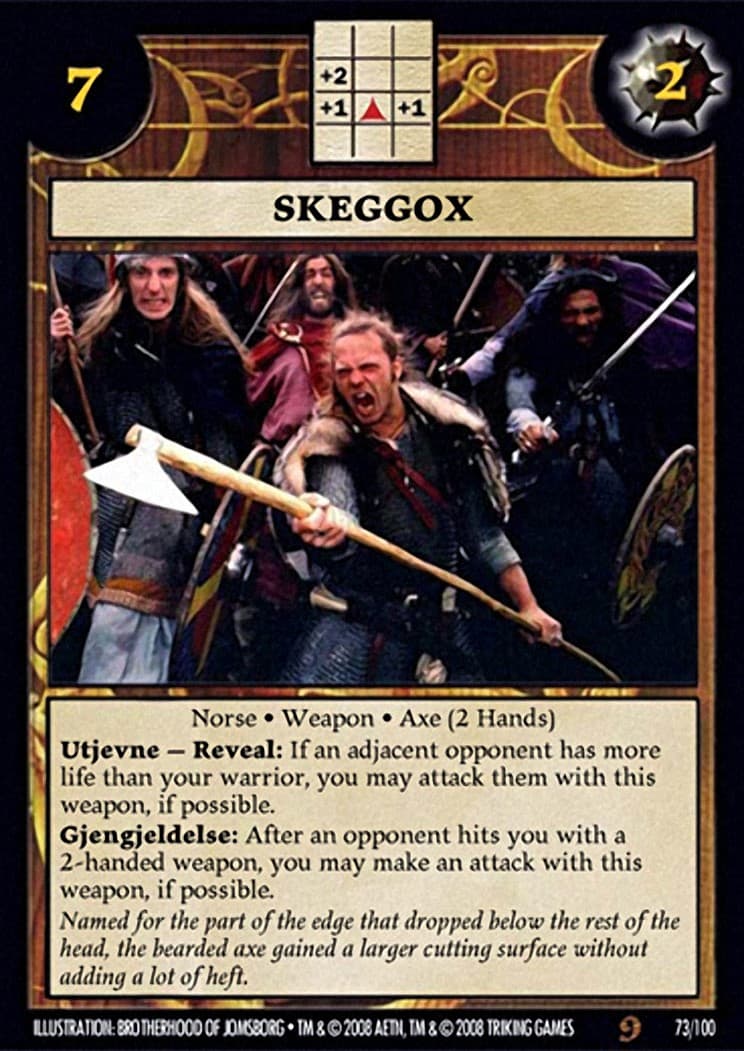 7
2
+2
+1 +1
SKEGGOX
Norse • Weapon • Axe (2 Hands)
Utjevne – Reveal: If an adjacent opponent has more
life than your warrior, you may attack them with this
weapon, if possible.
Gjengjeldelse: After an opponent hits you with a
2-handed weapon, you may make an attack with this
weapon, if possible.
Named for the part of the edge that dropped below the rest of the
head, the bearded axe gained a larger cutting surface without
adding a lot of heft.
ILLUSTRATION: BROTHERHOOD OF JOMSBORG • TM & © 2008 AETN, TM & © 2008 TRIKING GAMES 9 73/100